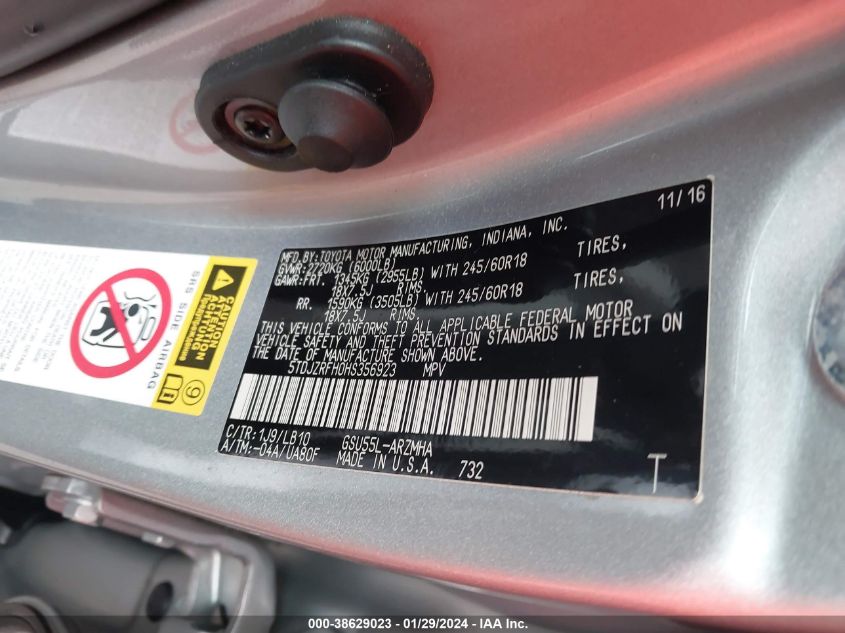 11/16
MFD. BY: TOYOTA MOTOR MANUFACTURING, INDIANA, INC.
GVWR: 2720KG (6000LB)
GAWR: FRT. 1345KG (2955LB) WITH 245/60R18 TIRES,
18X7.5J RIMS
RR. 1590KG (3505LB) WITH 245/60R18 TIRES,
18X7.5J RIMS
THIS VEHICLE CONFORMS TO ALL APPLICABLE FEDERAL MOTOR
VEHICLE SAFETY AND THEFT PREVENTION STANDARDS IN EFFECT ON
THE DATE OF MANUFACTURE SHOWN ABOVE.
5TDJZRFH0HS356923 MPV
C/TR: 1J9/LB10 GSU55L-ARZMHA
A/TM: -04A/UA80F MADE IN U.S.A. 732
T
SRS SIDE AIRBAG
ATTENTION
9
000-38629023 / 01/29/2024 - IAA Inc.